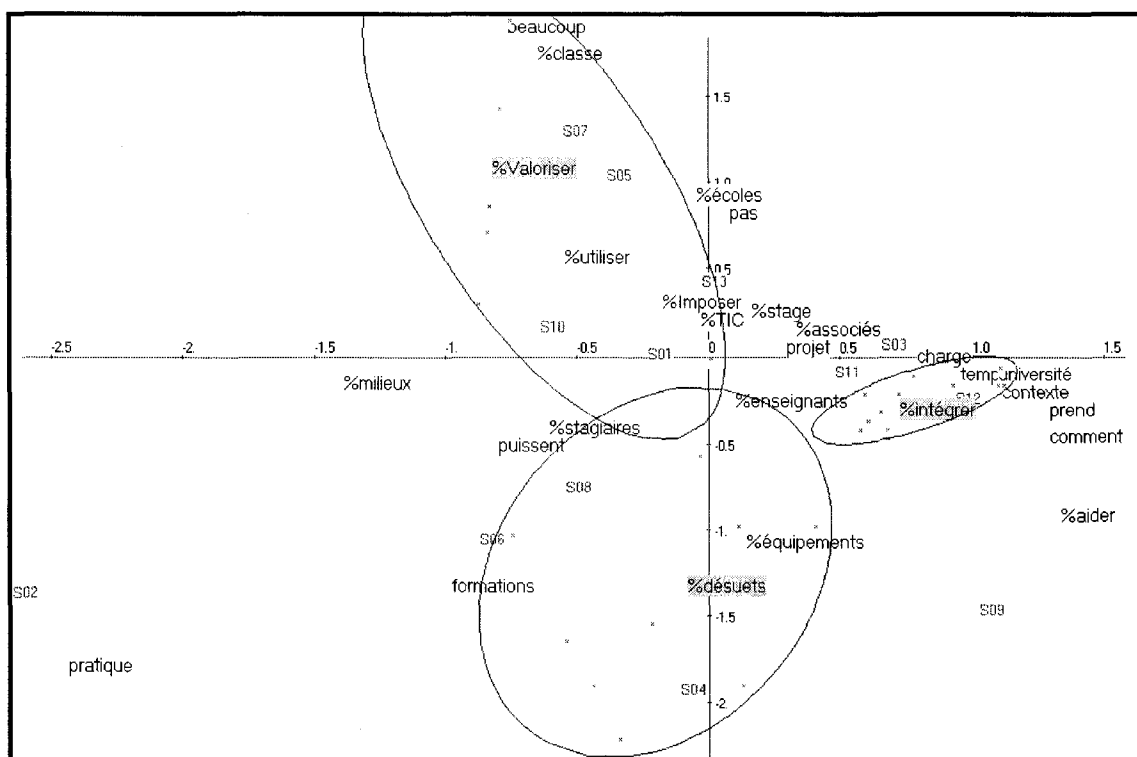 beaucoup
%classe
1.5
S07
%Valoriser
S05
1.0
%écoles
pas
%utiliser
0.5
S13
%Imposer
%stage
%TIC
S10
%associés
projet
S03
-2.5
-2
-1.
-0.5
S01
0
0.5
charge
1.0
1.5
%milieux
S11
temp
université
S12
contexte
%enseignants
%intégrer
prend
%stagiaires
comment
puissent
-0.5
S08
%aider
-1.
S06
%équipements
S02
formations
%désuets
-1.5
S09
pratique
S04
-2.